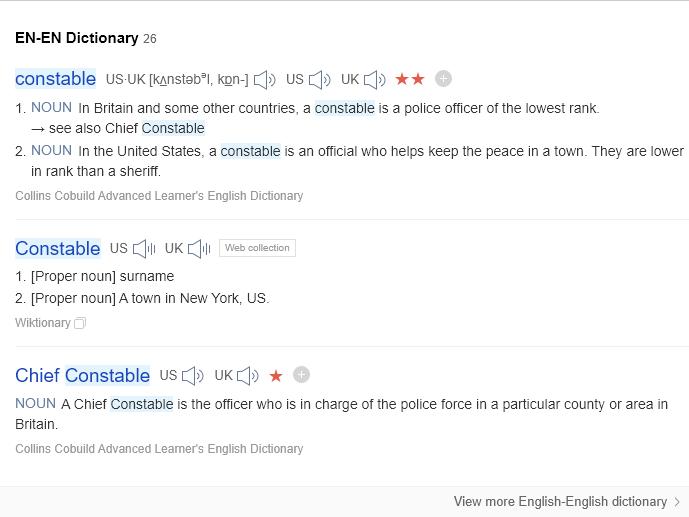 EN-EN Dictionary 26
constable US·UK [kʌnstəbᵊl, kɒn-] US UK ★★
1. NOUN In Britain and some other countries, a constable is a police officer of the lowest rank.
→ see also Chief Constable
2. NOUN In the United States, a constable is an official who helps keep the peace in a town. They are lower
in rank than a sheriff.
Collins Cobuild Advanced Learner's English Dictionary
Constable US UK Web collection
1. [Proper noun] surname
2. [Proper noun] A town in New York, US.
Wiktionary
Chief Constable US UK ★
NOUN A Chief Constable is the officer who is in charge of the police force in a particular county or area in
Britain.
Collins Cobuild Advanced Learner's English Dictionary
View more English-English dictionary >